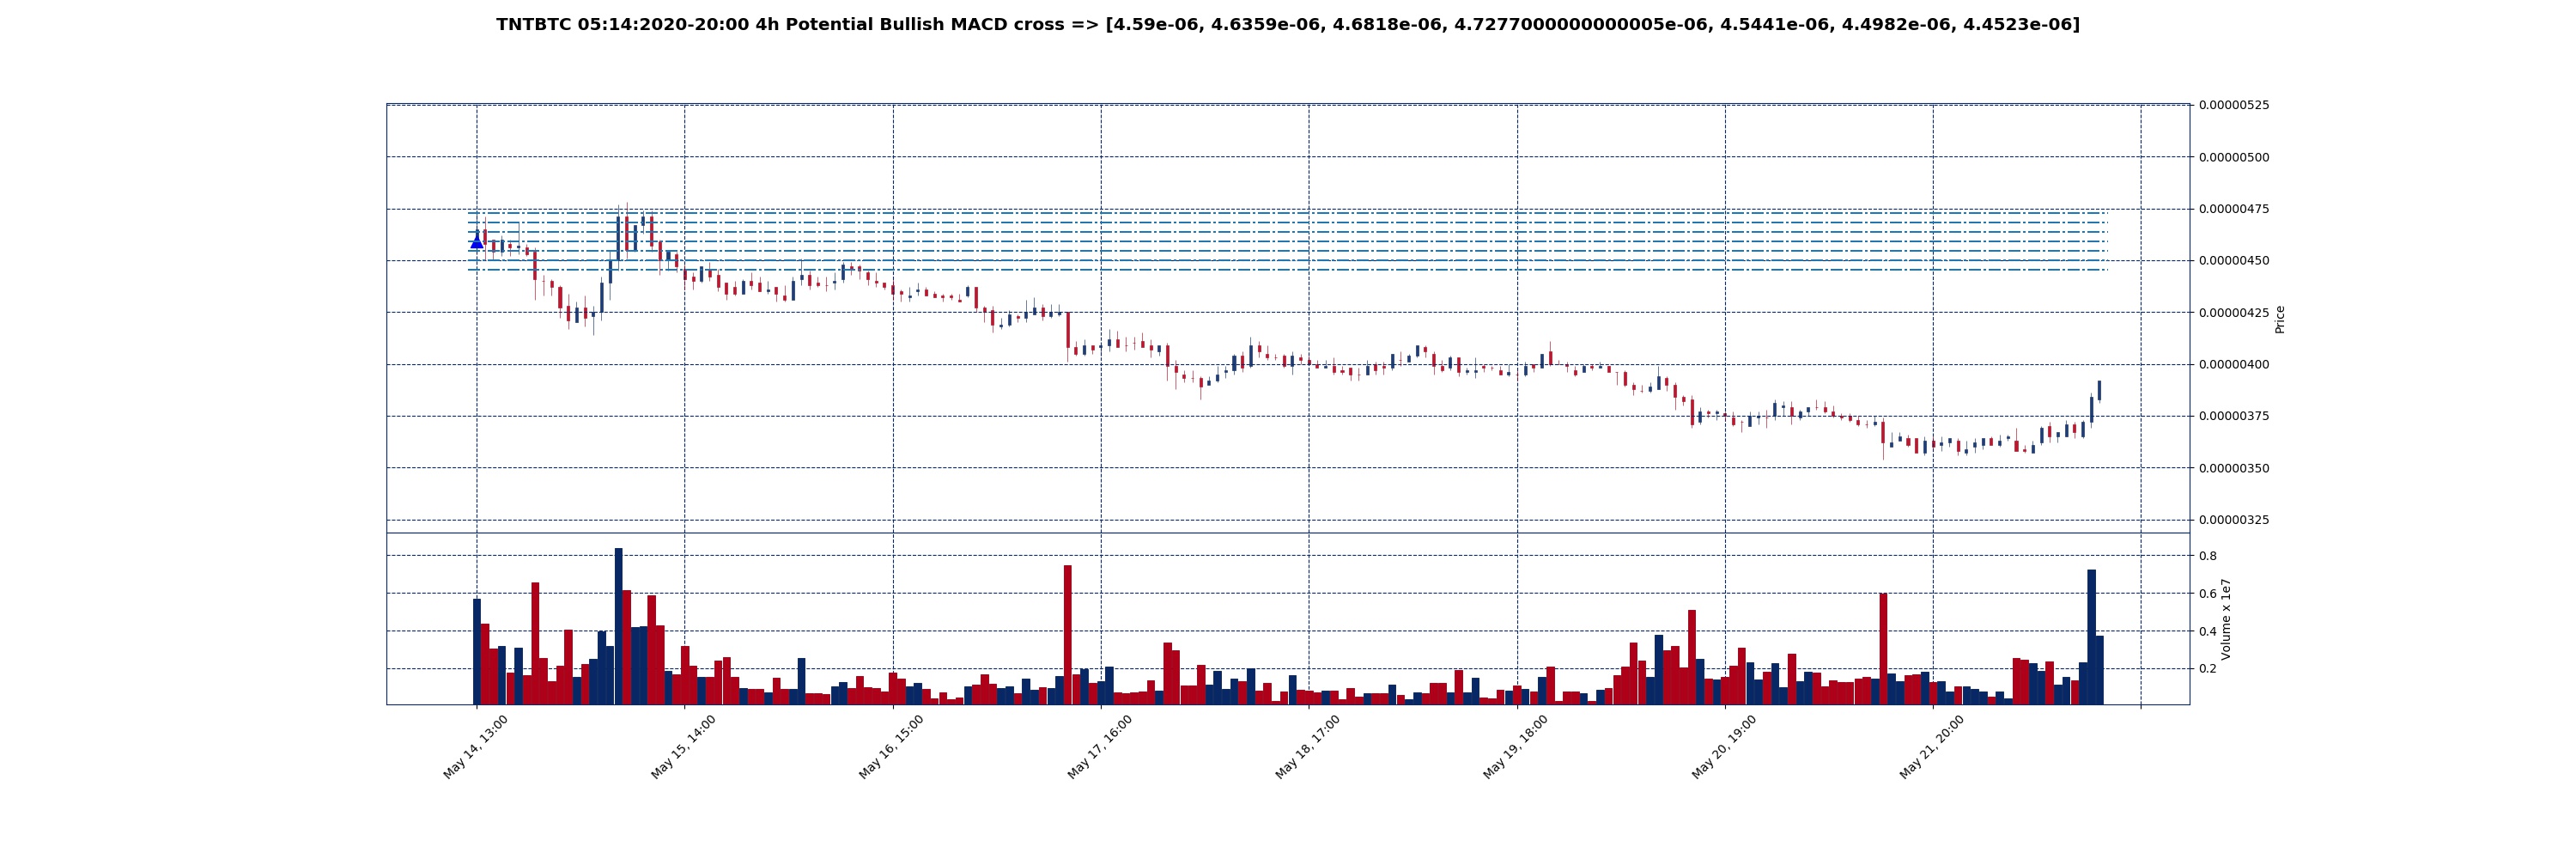 TNTBTC 05:14:2020-20:00 4h Potential Bullish MACD cross => [4.59e-06, 4.6359e-06, 4.6818e-06, 4.7277000000000005e-06, 4.5441e-06, 4.4982e-06, 4.4523e-06]
0.00000525
0.00000500
0.00000475
0.00000450
0.00000425
0.00000400
0.00000375
0.00000350
0.00000325
Price
0.8
0.6
0.4
0.2
Volume x 1e7
May 14, 13:00
May 15, 14:00
May 16, 15:00
May 17, 16:00
May 18, 17:00
May 19, 18:00
May 20, 19:00
May 21, 20:00